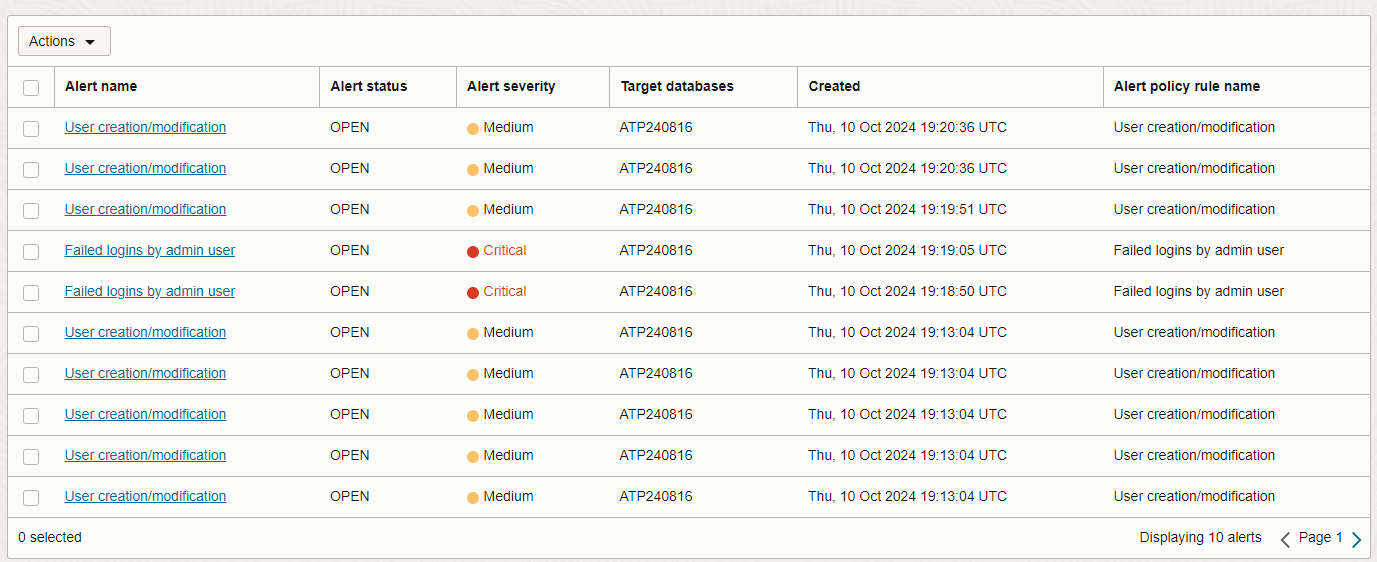 Actions
Alert name Alert status Alert severity Target databases Created Alert policy rule name
User creation/modification OPEN Medium ATP240816 Thu, 10 Oct 2024 19:20:36 UTC User creation/modification
User creation/modification OPEN Medium ATP240816 Thu, 10 Oct 2024 19:20:36 UTC User creation/modification
User creation/modification OPEN Medium ATP240816 Thu, 10 Oct 2024 19:19:51 UTC User creation/modification
Failed logins by admin user OPEN Critical ATP240816 Thu, 10 Oct 2024 19:19:05 UTC Failed logins by admin user
Failed logins by admin user OPEN Critical ATP240816 Thu, 10 Oct 2024 19:18:50 UTC Failed logins by admin user
User creation/modification OPEN Medium ATP240816 Thu, 10 Oct 2024 19:13:04 UTC User creation/modification
User creation/modification OPEN Medium ATP240816 Thu, 10 Oct 2024 19:13:04 UTC User creation/modification
User creation/modification OPEN Medium ATP240816 Thu, 10 Oct 2024 19:13:04 UTC User creation/modification
User creation/modification OPEN Medium ATP240816 Thu, 10 Oct 2024 19:13:04 UTC User creation/modification
User creation/modification OPEN Medium ATP240816 Thu, 10 Oct 2024 19:13:04 UTC User creation/modification
0 selected Displaying 10 alerts Page 1